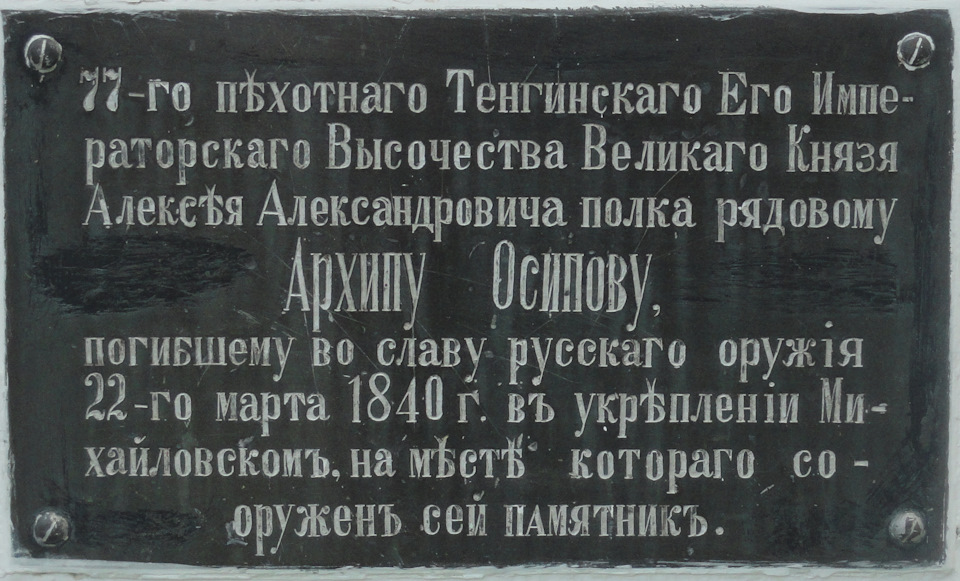 77-го пѣхотнаго Тенгинскаго Его Импе-
раторскаго Высочества Великаго Князя
Алексѣя Александровича полка рядовому
Архипу Осипову,
погибшему во славу русскаго оружія
22-го марта 1840 г. въ укрѣпленіи Ми-
хайловскомъ, на мѣстѣ котораго со-
оруженъ сей памятникъ.